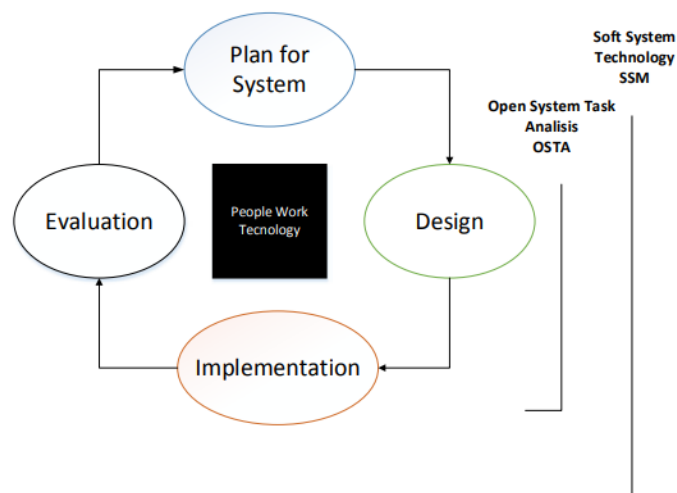 Plan for
System
Soft System
Technology
SSM
Open System Task
Analisis
OSTA
Evaluation
People Work
Tecnology
Design
Implementation